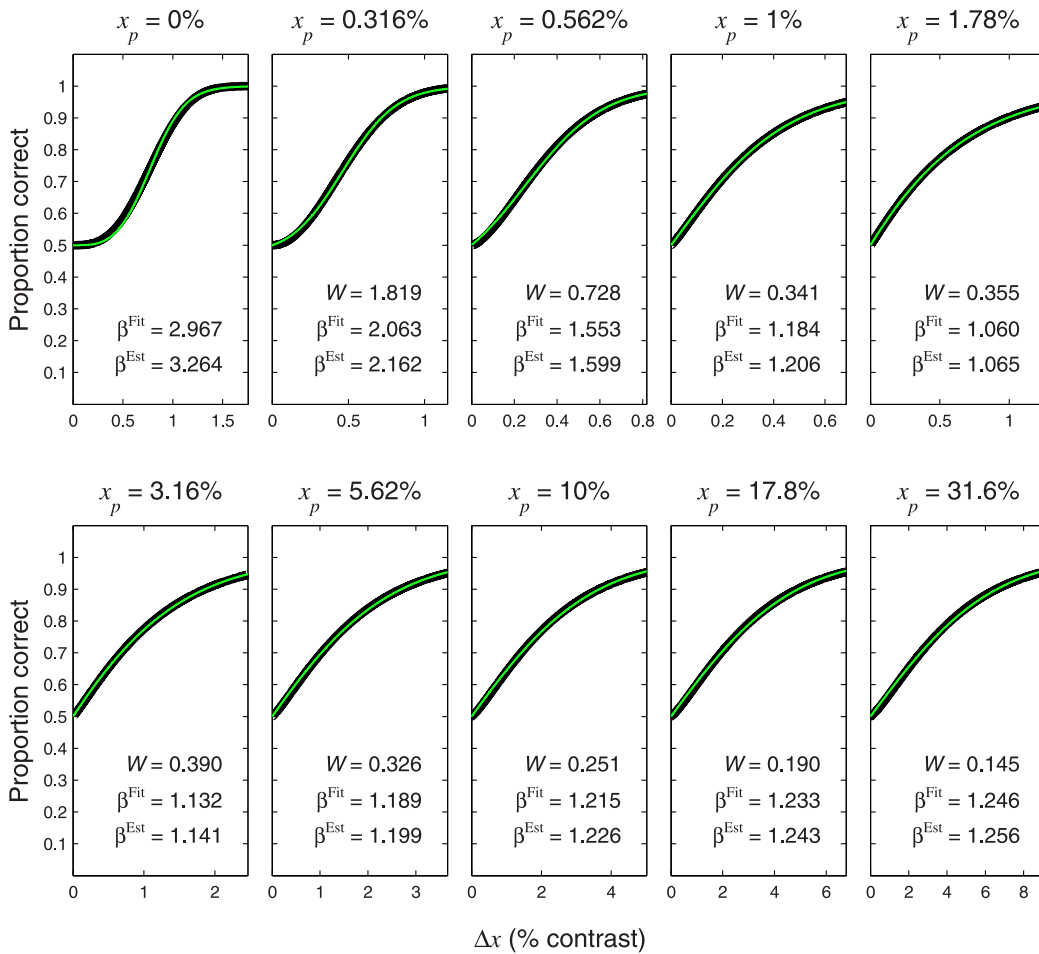 x_p = 0% x_p = 0.316% x_p = 0.562% x_p = 1% x_p = 1.78%
Proportion correct
1
0.9
0.8
0.7
0.6
0.5
0.4
0.3
0.2
0.1
β^Fit = 2.967
β^Est = 3.264
0 0.5 1 1.5
W = 1.819
β^Fit = 2.063
β^Est = 2.162
0 0.5 1
W = 0.728
β^Fit = 1.553
β^Est = 1.599
0 0.2 0.4 0.6 0.8
W = 0.341
β^Fit = 1.184
β^Est = 1.206
0 0.2 0.4 0.6
W = 0.355
β^Fit = 1.060
β^Est = 1.065
0 0.5 1
x_p = 3.16% x_p = 5.62% x_p = 10% x_p = 17.8% x_p = 31.6%
Proportion correct
1
0.9
0.8
0.7
0.6
0.5
0.4
0.3
0.2
0.1
W = 0.390
β^Fit = 1.132
β^Est = 1.141
0 1 2
W = 0.326
β^Fit = 1.189
β^Est = 1.199
0 1 2 3
W = 0.251
β^Fit = 1.215
β^Est = 1.226
0 2 4
W = 0.190
β^Fit = 1.233
β^Est = 1.243
0 2 4 6
W = 0.145
β^Fit = 1.246
β^Est = 1.256
0 2 4 6 8
Δx (% contrast)